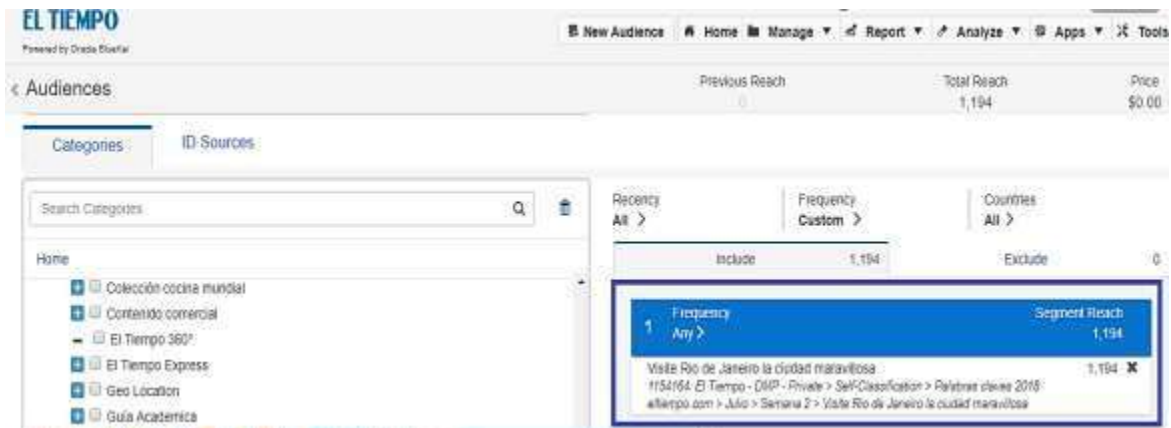 EL TIEMPO
Powered by Oracle BlueKai
New Audience Home Manage Report Analyze Apps Tools
< Audiences
Previous Reach Total Reach Price
0 1,194 $0.00
Categories ID Sources
Search Categories
Recency Frequency Countries
All > Custom > All >
Home
Include 1,194 Exclude 0
Colección cocina mundial
Contenido comercial
El Tiempo 360°
El Tiempo Express
Geo Location
Guía Academica
1 Frequency Segment Reach
Any > 1,194
Visite Rio de Janeiro la ciudad maravillosa 1,194 ✖
1154164. El Tiempo - DMP - Private > Self-Classification > Palabras claves 2018
eltiempo.com > Julio > Semana 2 > Visite Rio de Janeiro la ciudad maravillosa